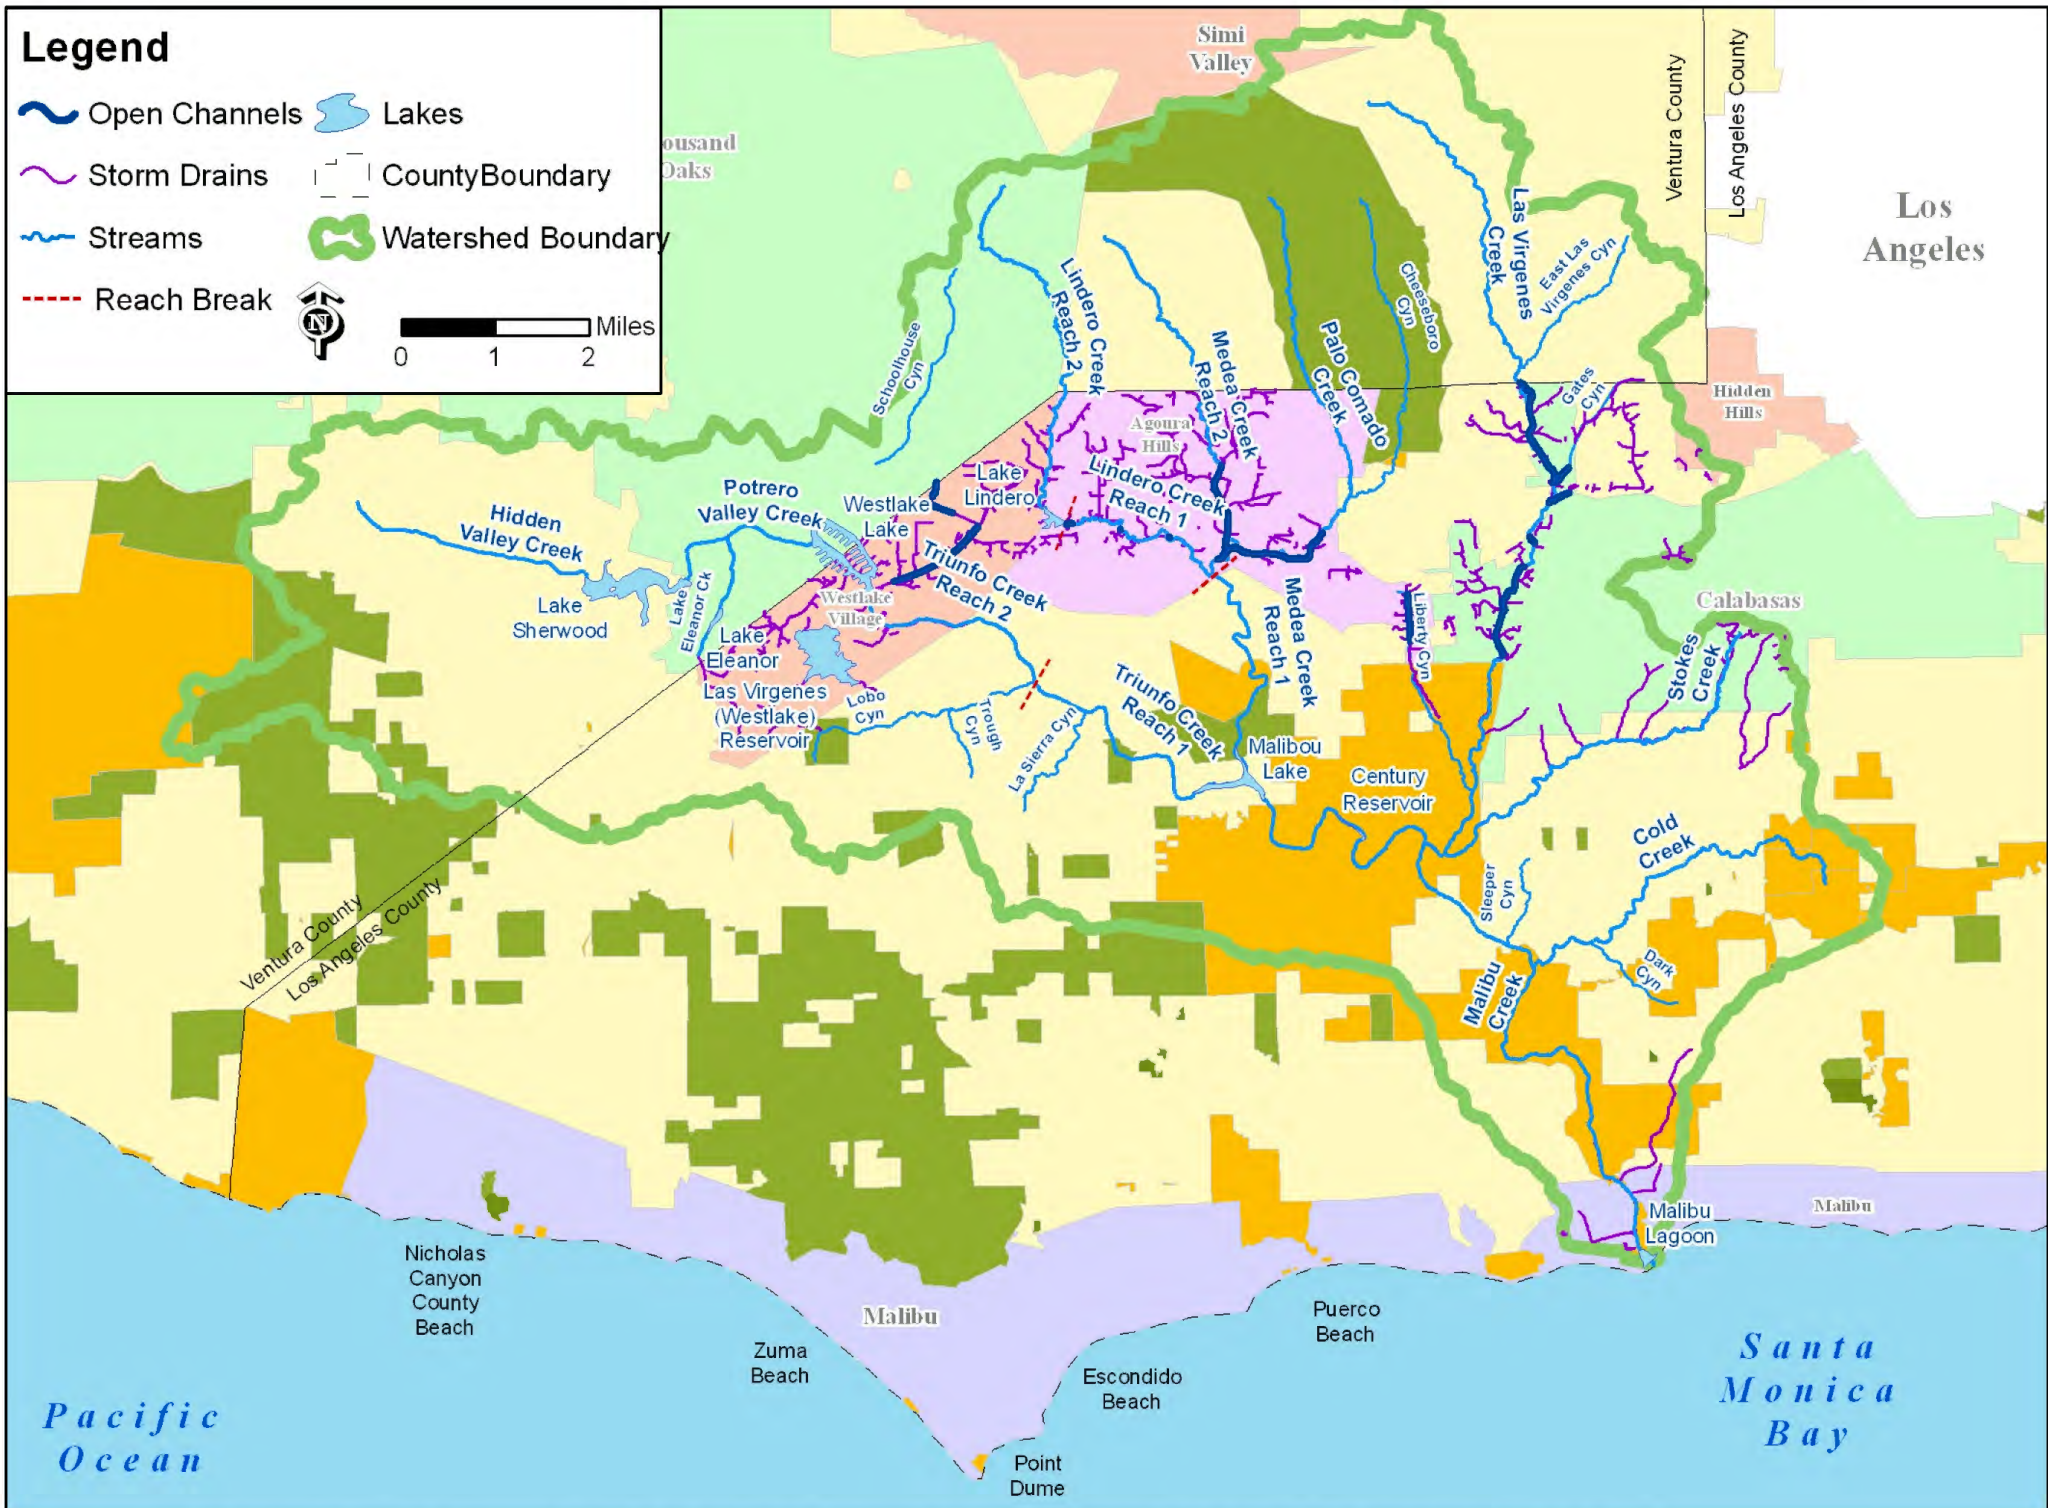 Legend
Open Channels
Lakes
Storm Drains
CountyBoundary
Streams
Watershed Boundary
Reach Break
N
Miles
0 1 2
Simi
Valley
ousand
Oaks
Ventura County
Los Angeles County
Los
Angeles
Las Virgenes
Creek
East Las
Virgenes Cyn
Lindero Creek
Reach 2
Schoolhouse
Cyn
Medea Creek
Reach 2
Palo Comado
Creek
Cheeseboro
Cyn
Gates
Cyn
Hidden
Hills
Agoura
Hills
Lake
Lindero
Lindero Creek
Reach 1
Potrero
Valley Creek
Westlake
Lake
Hidden
Valley Creek
Triunfo Creek
Reach 2
Lake
Sherwood
Lake
Eleanor Ck
Westlake
Village
Lake
Eleanor
Medea Creek
Reach 1
Liberty Cyn
Calabasas
Stokes
Creek
Las Virgenes
(Westlake)
Reservoir
Lobo
Cyn
Trough
Cyn
La Sierra Cyn
Triunfo Creek
Reach 1
Malibou
Lake
Century
Reservoir
Cold
Creek
Sleeper
Cyn
Dark
Cyn
Malibu
Creek
Ventura County
Los Angeles County
Malibu
Lagoon
Malibu
Nicholas
Canyon
County
Beach
Malibu
Zuma
Beach
Puerco
Beach
Escondido
Beach
Point
Dume
Pacific
Ocean
Santa
Monica
Bay